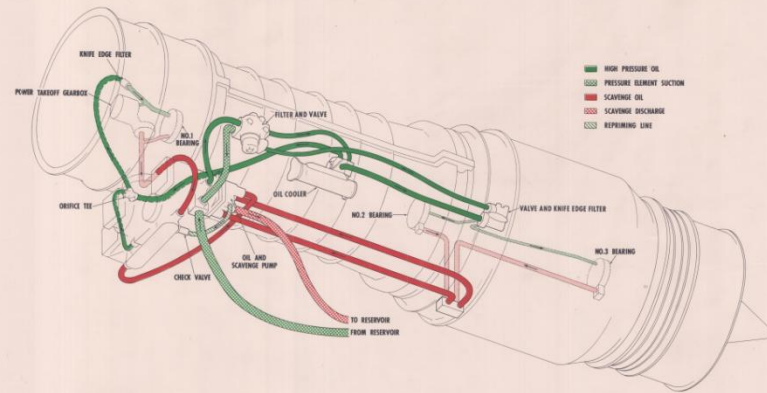 KNIFE EDGE FILTER
POWER TAKEOFF GEARBOX
NO.1
BEARING
FILTER AND VALVE
HIGH PRESSURE OIL
PRESSURE ELEMENT SUCTION
SCAVENGE OIL
SCAVENGE DISCHARGE
REPRIMING LINE
ORIFICE TEE
OIL COOLER
NO.2 BEARING
VALVE AND KNIFE EDGE FILTER
NO.3 BEARING
CHECK VALVE
OIL AND
SCAVENGE PUMP
TO RESERVOIR
FROM RESERVOIR